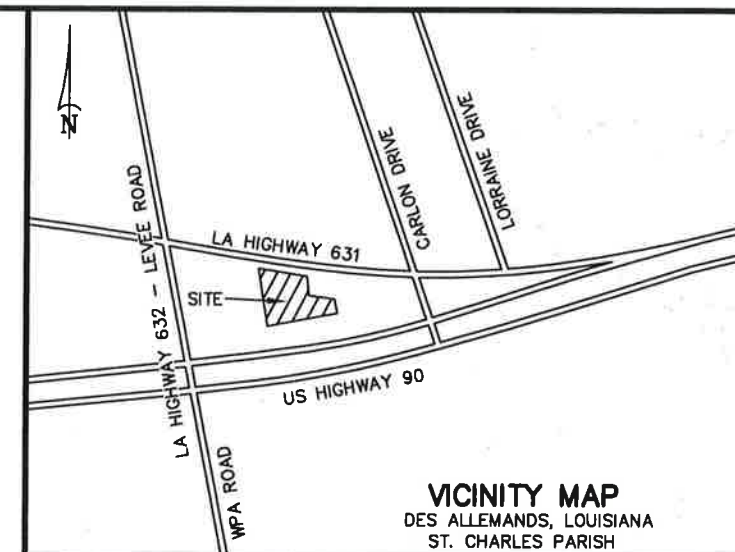 N
LA HIGHWAY 632 – LEVEE ROAD
CARLON DRIVE
LORRAINE DRIVE
LA HIGHWAY 631
SITE
US HIGHWAY 90
WPA ROAD
VICINITY MAP
DES ALLEMANDS, LOUISIANA
ST. CHARLES PARISH